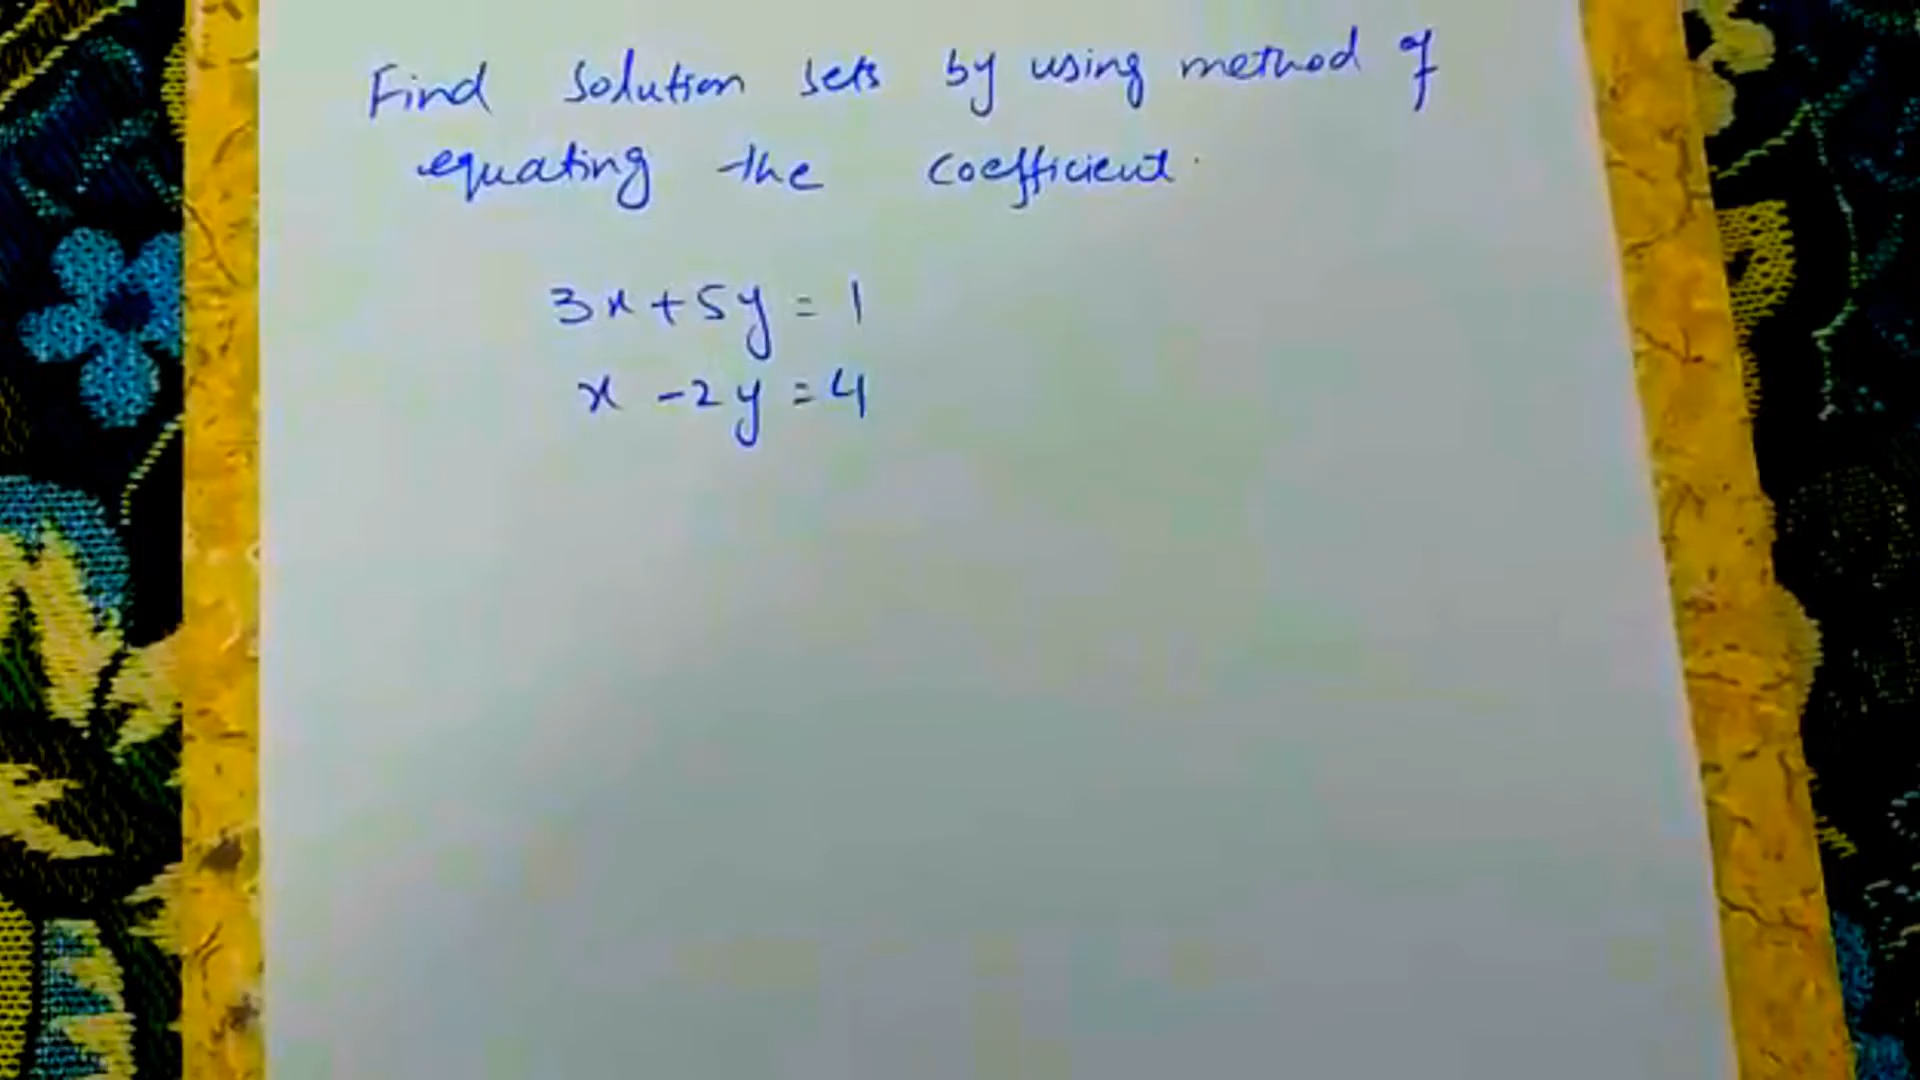 Find Solution sets by using method of
equating the coefficient.
3x+5y=1
x-2y=4